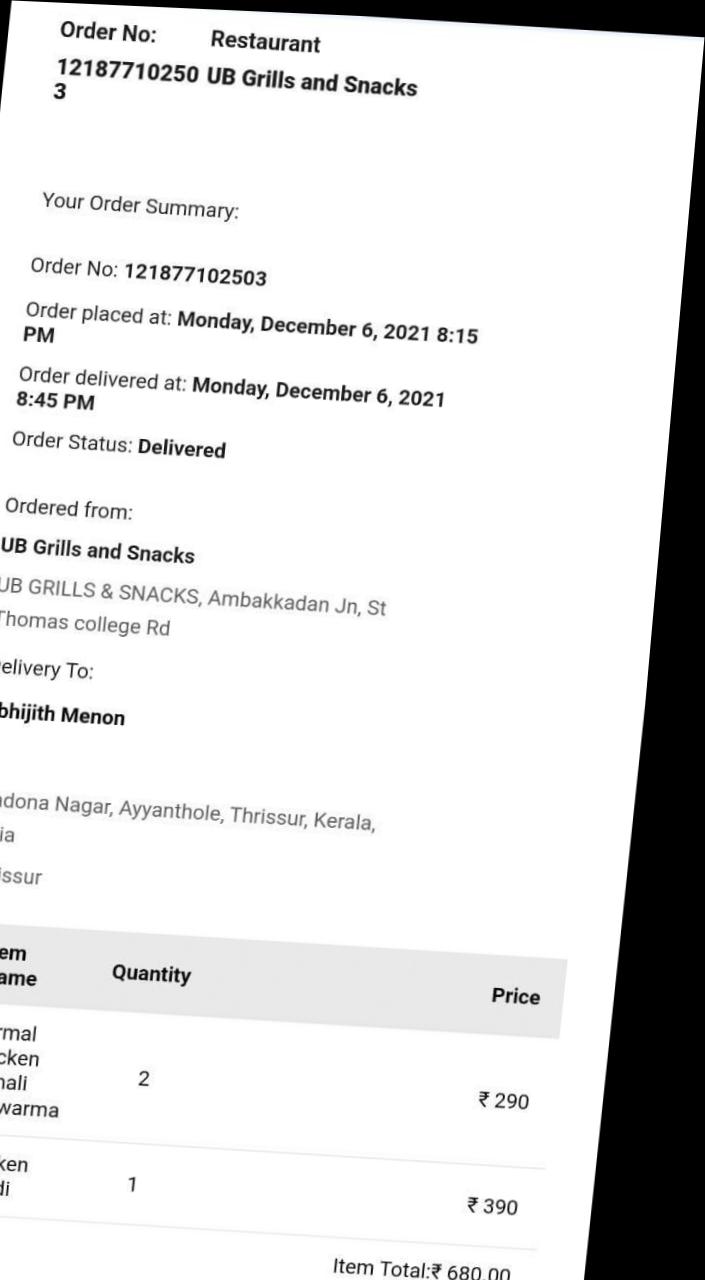 Order No: Restaurant
12187710250 UB Grills and Snacks
3
Your Order Summary:
Order No: 121877102503
Order placed at: Monday, December 6, 2021 8:15
PM
Order delivered at: Monday, December 6, 2021
8:45 PM
Order Status: Delivered
Ordered from:
UB Grills and Snacks
UB GRILLS & SNACKS, Ambakkadan Jn, St
Thomas college Rd
elivery To:
bhijith Menon
dona Nagar, Ayyanthole, Thrissur, Kerala,
ia
issur
em
ame Quantity Price
rmal
cken
ali
warma 2 ₹ 290
ken
di 1 ₹ 390
Item Total:₹ 680.00